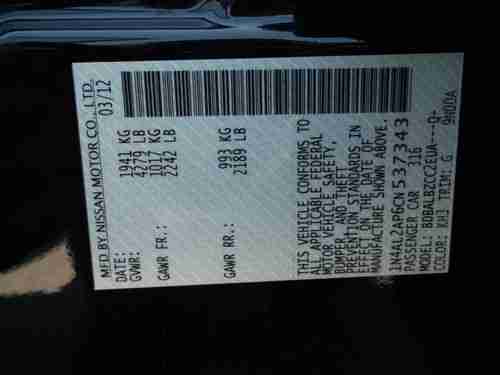 MFD BY NISSAN MOTOR CO., LTD.
DATE: 03/12
GVWR: 1941 KG
4279 LB
GAWR FR.: 1017 KG
2242 LB
GAWR RR.: 993 KG
2189 LB
THIS VEHICLE CONFORMS TO
ALL APPLICABLE FEDERAL
MOTOR VEHICLE SAFETY,
BUMPER, AND THEFT
PREVENTION STANDARDS IN
EFFECT ON THE DATE OF
MANUFACTURE SHOWN ABOVE.
1N4AL2AP6CN537343
PASSENGER CAR 316
MODEL: BDBALBZCC2EUA---Q-
COLOR: KH3 TRIM: G 9N00A